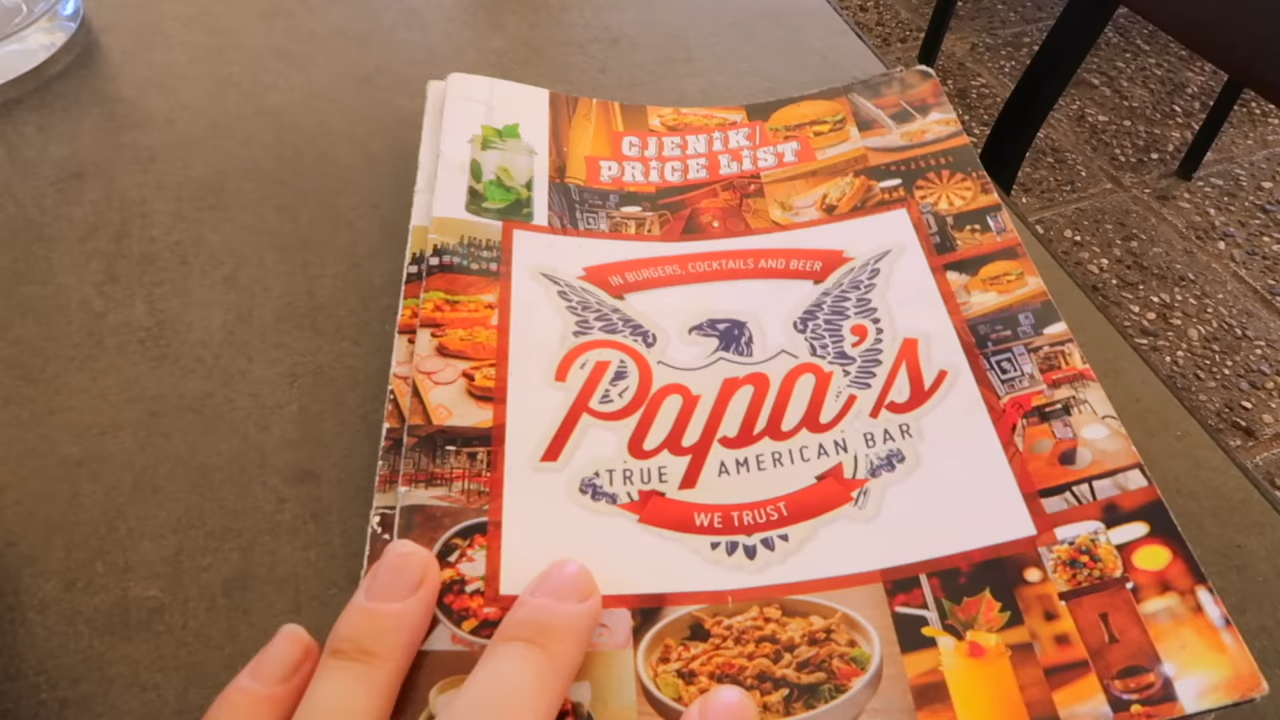 CJENIK/
PRICE LIST
IN BURGERS, COCKTAILS AND BEER
Papa's
TRUE AMERICAN BAR
WE TRUST